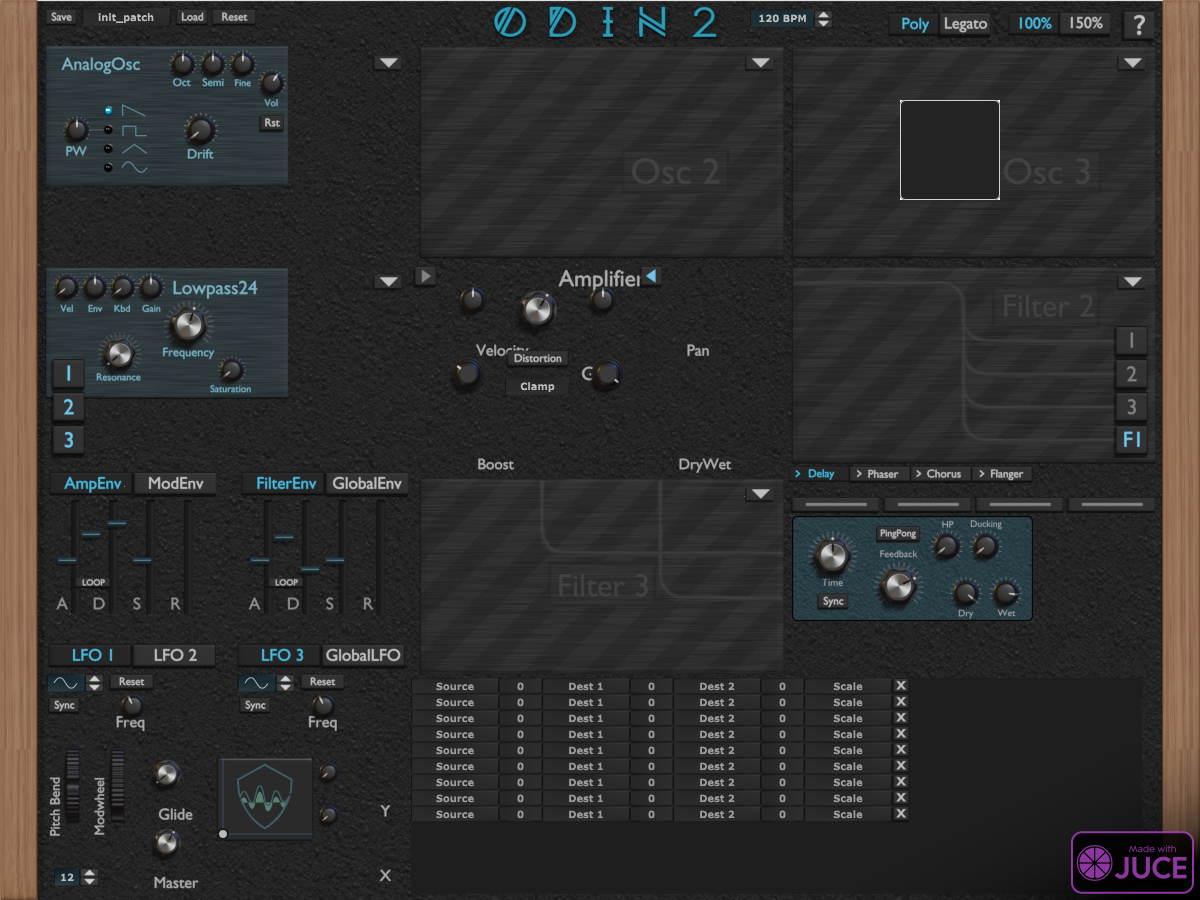 Save init_patch Load Reset
ODIN 2
120 BPM
Poly Legato 100% 150% ?
AnalogOsc
Oct Semi Fine
Vol
Rst
PW
Drift
Osc 2
Osc 3
Lowpass24
Vel Env Kbd Gain
Frequency
Resonance
Saturation
1
2
3
Amplifier
Velocity
Pan
Distortion
G
Clamp
Boost
DryWet
Filter 2
1
2
3
F1
AmpEnv ModEnv FilterEnv GlobalEnv
LOOP
A D S R
LOOP
A D S R
Filter 3
> Delay > Phaser > Chorus > Flanger
Time
Sync
PingPong
Feedback
HP Ducking
Dry Wet
LFO 1 LFO 2 LFO 3 GlobalLFO
Reset
Sync
Freq
Reset
Sync
Freq
Source 0 Dest 1 0 Dest 2 0 Scale X
Source 0 Dest 1 0 Dest 2 0 Scale X
Source 0 Dest 1 0 Dest 2 0 Scale X
Source 0 Dest 1 0 Dest 2 0 Scale X
Source 0 Dest 1 0 Dest 2 0 Scale X
Source 0 Dest 1 0 Dest 2 0 Scale X
Source 0 Dest 1 0 Dest 2 0 Scale X
Source 0 Dest 1 0 Dest 2 0 Scale X
Source 0 Dest 1 0 Dest 2 0 Scale X
Pitch Bend
Modwheel
Glide
Master
12
Y
X
Made with
JUCE